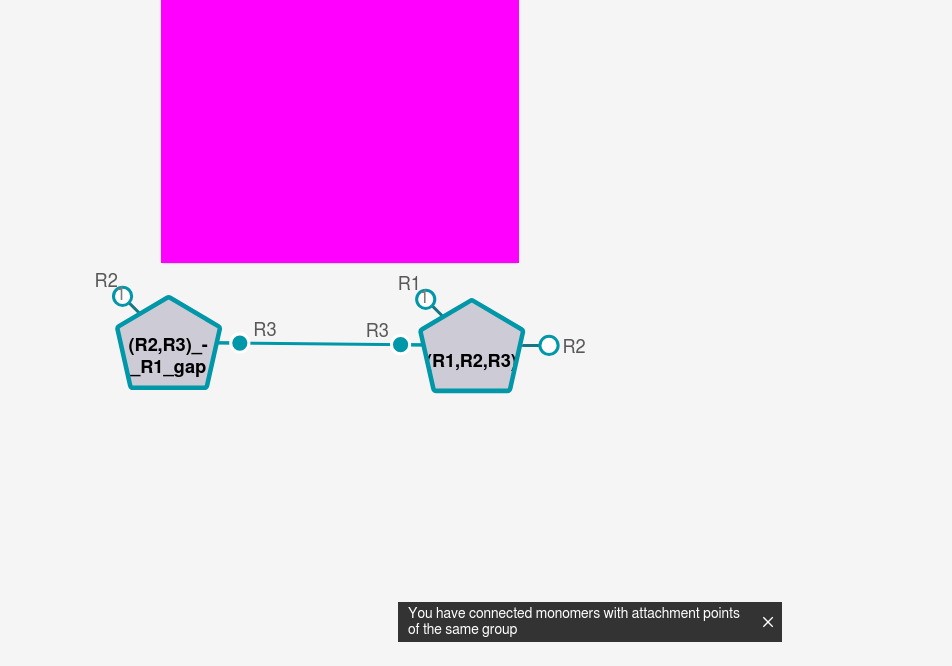 R2
R1
R3
R3
R2
(R2,R3)_-
_R1_gap
(R1,R2,R3)
You have connected monomers with attachment points
of the same group